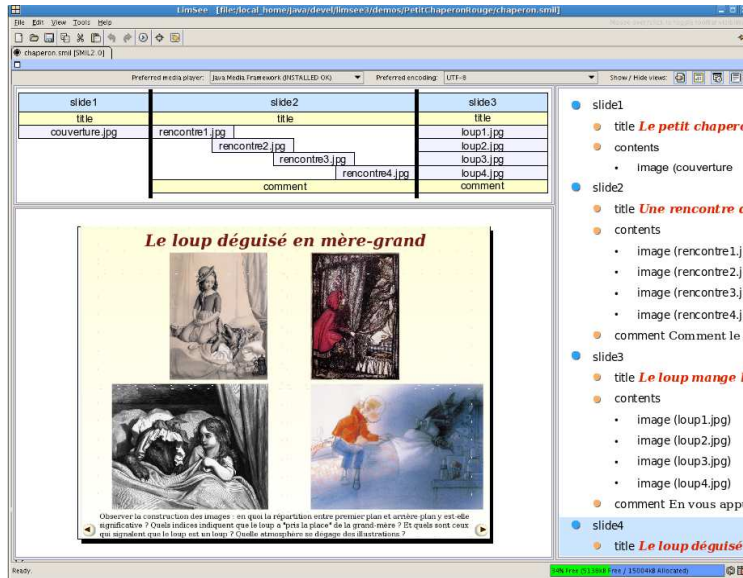 LimSee [file:/local_home/java/devel/limsee3/demos/PetitChaperonRouge/chaperon.smil]
File Edit View Tools Help
chaperon.smil [SMIL2.0]
Preferred media player: Java Media Framework (INSTALLED OK) Preferred encoding: UTF-8 Show / Hide views:
slide1 slide2 slide3
title title title
couverture.jpg rencontre1.jpg loup1.jpg
rencontre2.jpg loup2.jpg
rencontre3.jpg loup3.jpg
rencontre4.jpg loup4.jpg
comment comment
Le loup déguisé en mère-grand
Observer la construction des images : en quoi la répartition entre premier plan et arrière-plan y est-elle
significative ? Quels indices indiquent que le loup a "pris la place" de la grand-mère ? Et quels sont ceux
qui signalent que le loup est un loup ? Quelle atmosphère se dégage des illustrations ?
slide1
title Le petit chapero
contents
image (couverture
slide2
title Une rencontre
contents
image (rencontre1.j
image (rencontre2.j
image (rencontre3.j
image (rencontre4.j
comment Comment le
slide3
title Le loup mange
contents
image (loup1.jpg)
image (loup2.jpg)
image (loup3.jpg)
image (loup4.jpg)
comment En vous app
slide4
title Le loup déguisé
Ready. 94% Free (9136kB Free / 15004kB Allocated)